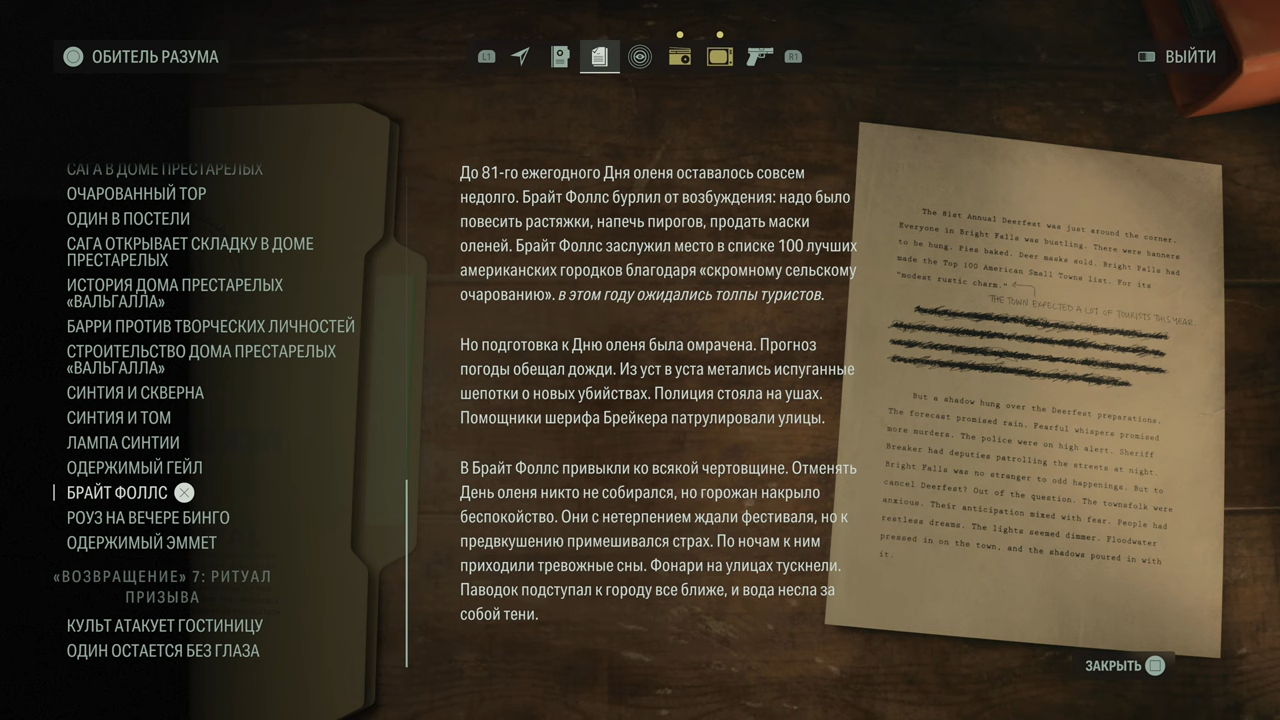 ОБИТЕЛЬ РАЗУМА
L1
R1
ВЫЙТИ
САГА В ДОМЕ ПРЕСТАРЕЛЫХ
ОЧАРОВАННЫЙ ТОР
ОДИН В ПОСТЕЛИ
САГА ОТКРЫВАЕТ СКЛАДКУ В ДОМЕ
ПРЕСТАРЕЛЫХ
ИСТОРИЯ ДОМА ПРЕСТАРЕЛЫХ
«ВАЛЬГАЛЛА»
БАРРИ ПРОТИВ ТВОРЧЕСКИХ ЛИЧНОСТЕЙ
СТРОИТЕЛЬСТВО ДОМА ПРЕСТАРЕЛЫХ
«ВАЛЬГАЛЛА»
СИНТИЯ И СКВЕРНА
СИНТИЯ И ТОМ
ЛАМПА СИНТИИ
ОДЕРЖИМЫЙ ГЕЙЛ
БРАЙТ ФОЛЛС
РОУЗ НА ВЕЧЕРЕ БИНГО
ОДЕРЖИМЫЙ ЭММЕТ
«ВОЗВРАЩЕНИЕ» 7: РИТУАЛ
ПРИЗЫВА
КУЛЬТ АТАКУЕТ ГОСТИНИЦУ
ОДИН ОСТАЕТСЯ БЕЗ ГЛАЗА
До 81-го ежегодного Дня оленя оставалось совсем
недолго. Брайт Фоллс бурлил от возбуждения: надо было
повесить растяжки, напечь пирогов, продать маски
оленей. Брайт Фоллс заслужил место в списке 100 лучших
американских городков благодаря «скромному сельскому
очарованию». в этом году ожидались толпы туристов.
Но подготовка к Дню оленя была омрачена. Прогноз
погоды обещал дожди. Из уст в уста метались испуганные
шепотки о новых убийствах. Полиция стояла на ушах.
Помощники шерифа Брейкера патрулировали улицы.
В Брайт Фоллс привыкли ко всякой чертовщине. Отменять
День оленя никто не собирался, но горожан накрыло
беспокойство. Они с нетерпением ждали фестиваля, но к
предвкушению примешивался страх. По ночам к ним
приходили тревожные сны. Фонари на улицах тускнели.
Паводок подступал к городу все ближе, и вода несла за
собой тени.
The 81st Annual Deerfest was just around the corner.
Everyone in Bright Falls was bustling. There were banners
to be hung. Pies baked. Deer masks sold. Bright Falls had
made the Top 100 American Small Towns list. For its
"modest rustic charm."
THE TOWN EXPECTED A LOT OF TOURISTS THIS YEAR.
But a shadow hung over the Deerfest preparations.
The forecast promised rain. Fearful whispers promised
more murders. The police were on high alert. Sheriff
Breaker had deputies patrolling the streets at night.
Bright Falls was no stranger to odd happenings. But to
cancel Deerfest? Out of the question. The townsfolk were
anxious. Their anticipation mixed with fear. People had
restless dreams. The lights seemed dimmer. Floodwater
pressed in on the town, and the shadows poured in with
it.
ЗАКРЫТЬ